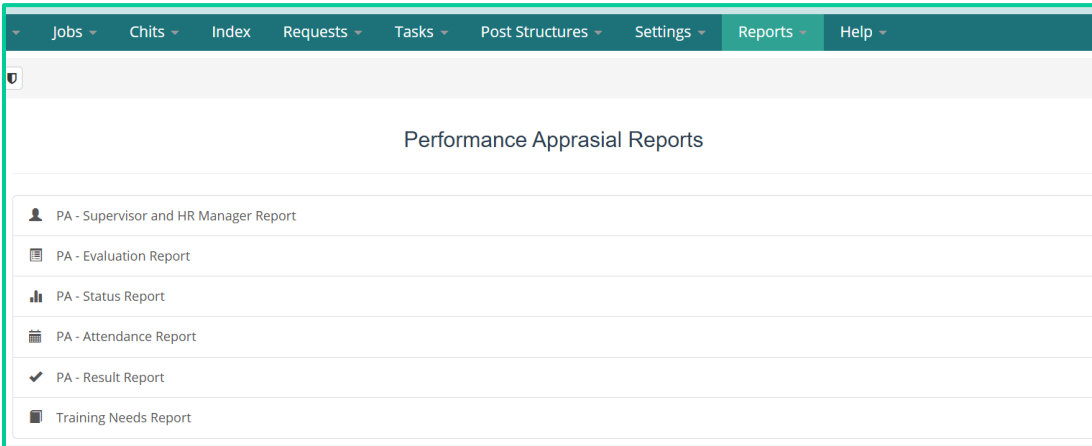 Jobs Chits Index Requests Tasks Post Structures Settings Reports Help
Performance Apprasial Reports
PA - Supervisor and HR Manager Report
PA - Evaluation Report
PA - Status Report
PA - Attendance Report
PA - Result Report
Training Needs Report